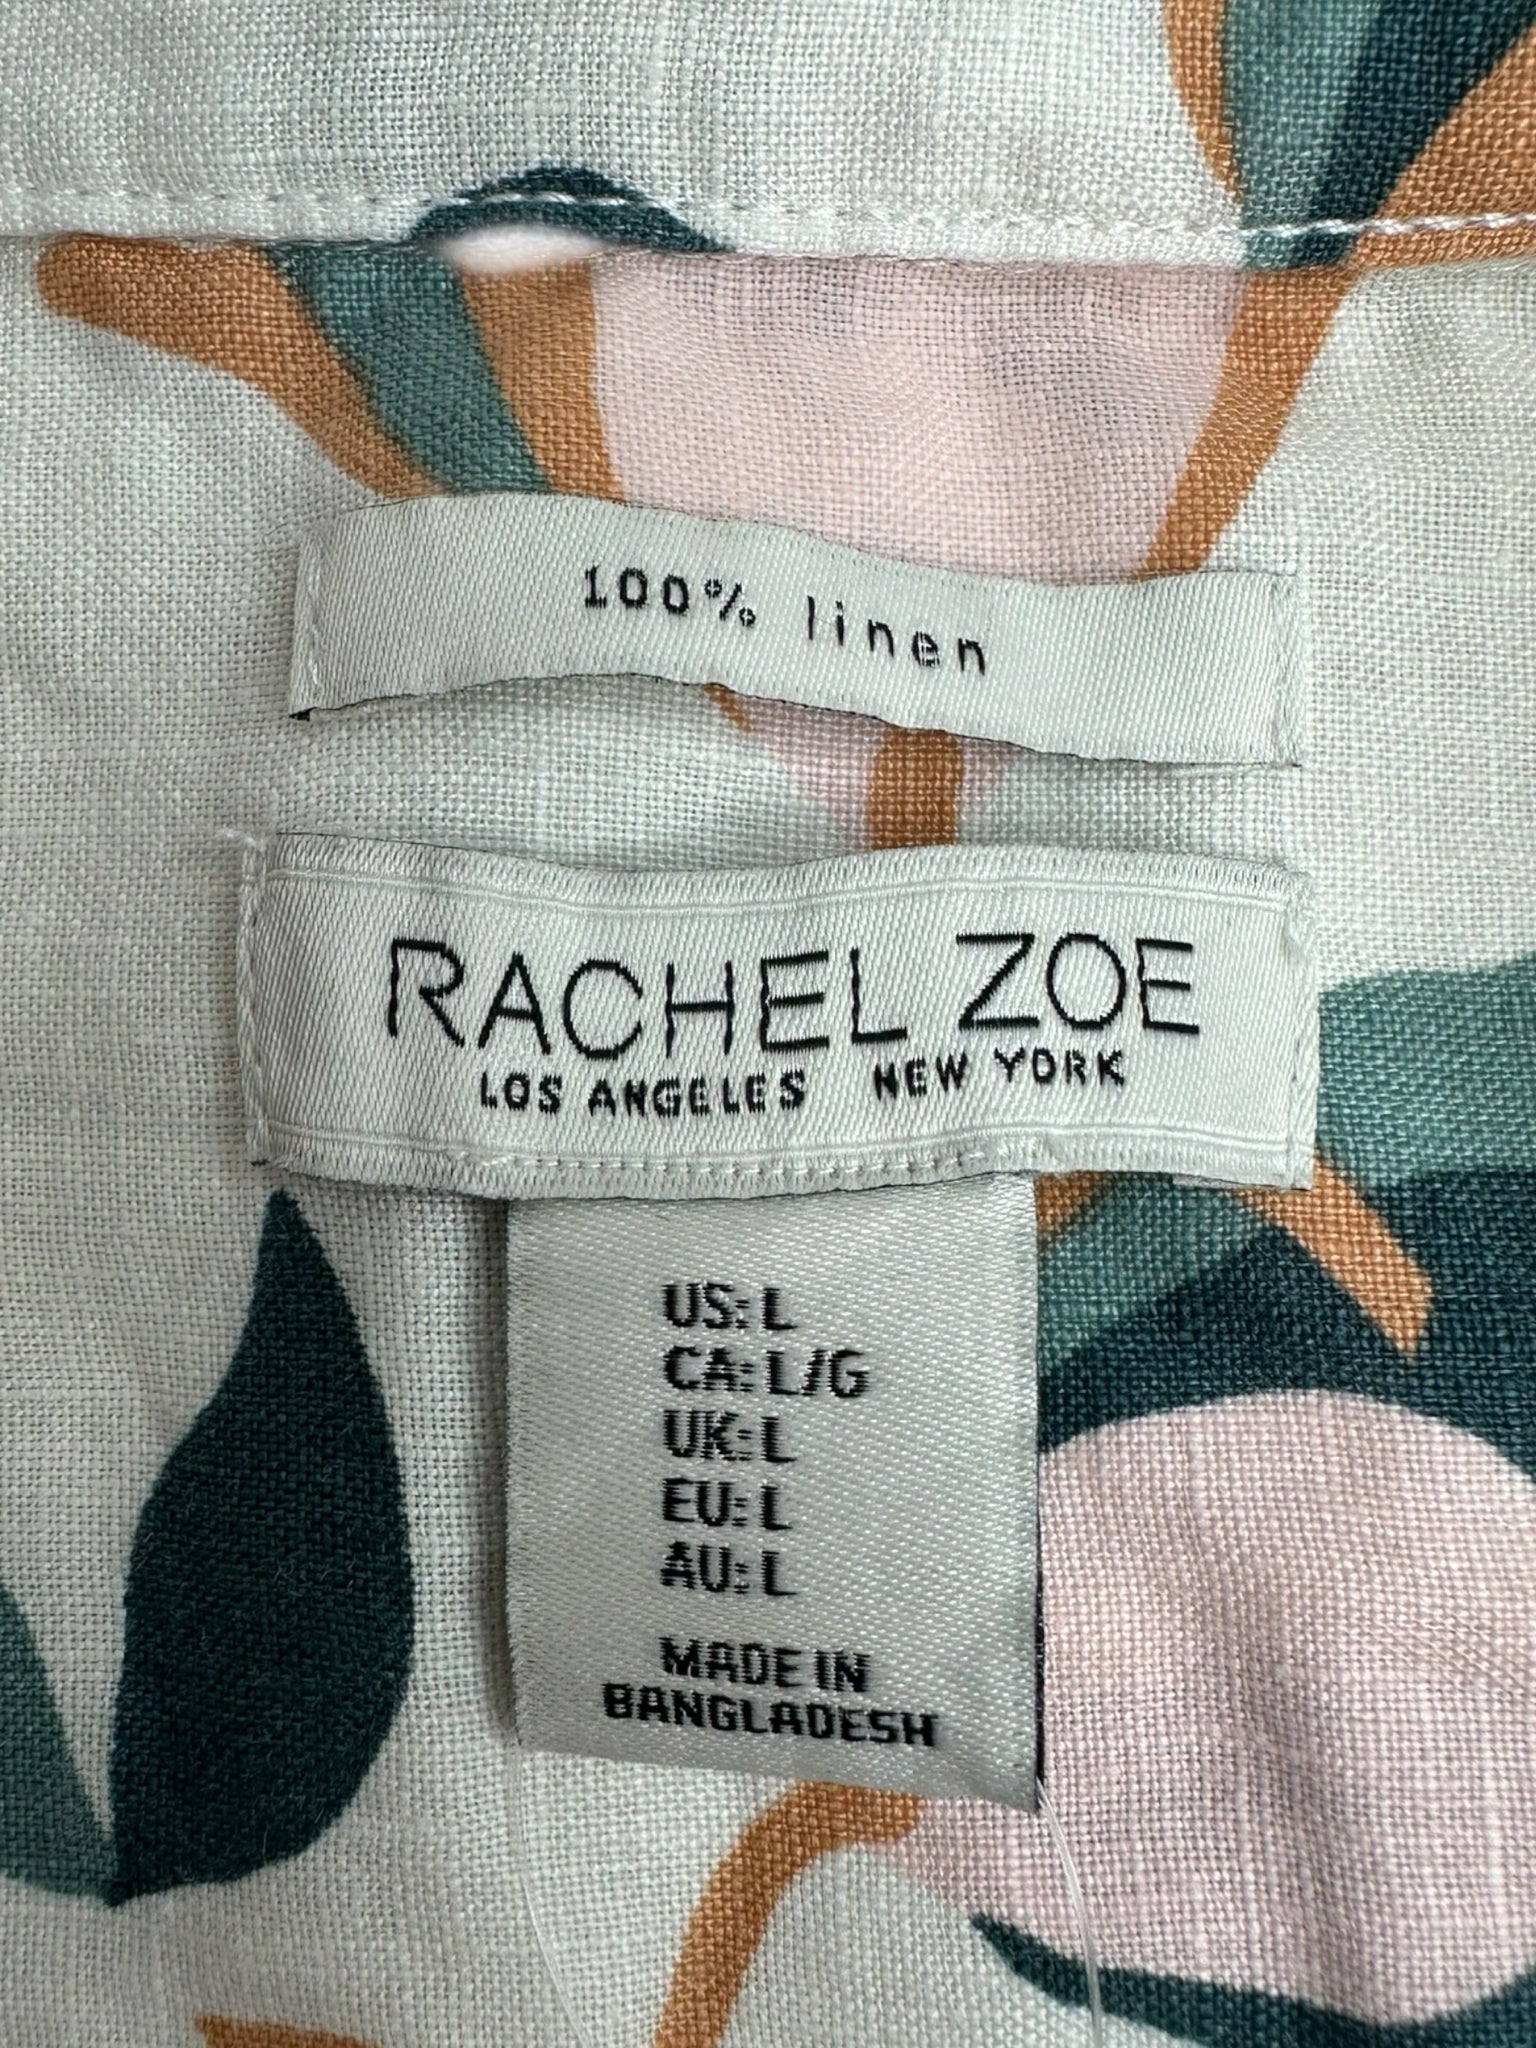 100% linen
RACHEL ZOE
LOS ANGELES NEW YORK
US: L
CA: L/G
UK: L
EU: L
AU: L
MADE IN
BANGLADESH